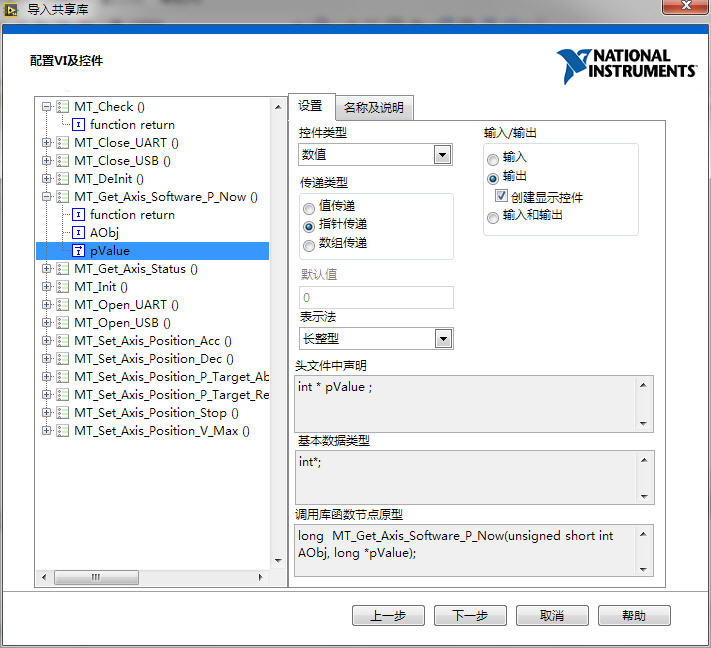 导入共享库
配置VI及控件
NATIONAL
INSTRUMENTS
MT_Check ()
function return
MT_Close_UART ()
MT_Close_USB ()
MT_DeInit ()
MT_Get_Axis_Software_P_Now ()
function return
AObj
pValue
MT_Get_Axis_Status ()
MT_Init ()
MT_Open_UART ()
MT_Open_USB ()
MT_Set_Axis_Position_Acc ()
MT_Set_Axis_Position_Dec ()
MT_Set_Axis_Position_P_Target_Ab
MT_Set_Axis_Position_P_Target_Re
MT_Set_Axis_Position_Stop ()
MT_Set_Axis_Position_V_Max ()
设置
名称及说明
控件类型
数值
传递类型
值传递
指针传递
数组传递
默认值
0
表示法
长整型
输入/输出
输入
输出
创建显示控件
输入和输出
头文件中声明
int * pValue ;
基本数据类型
int*;
调用库函数节点原型
long MT_Get_Axis_Software_P_Now(unsigned short int
AObj, long *pValue);
上一步
下一步
取消
帮助